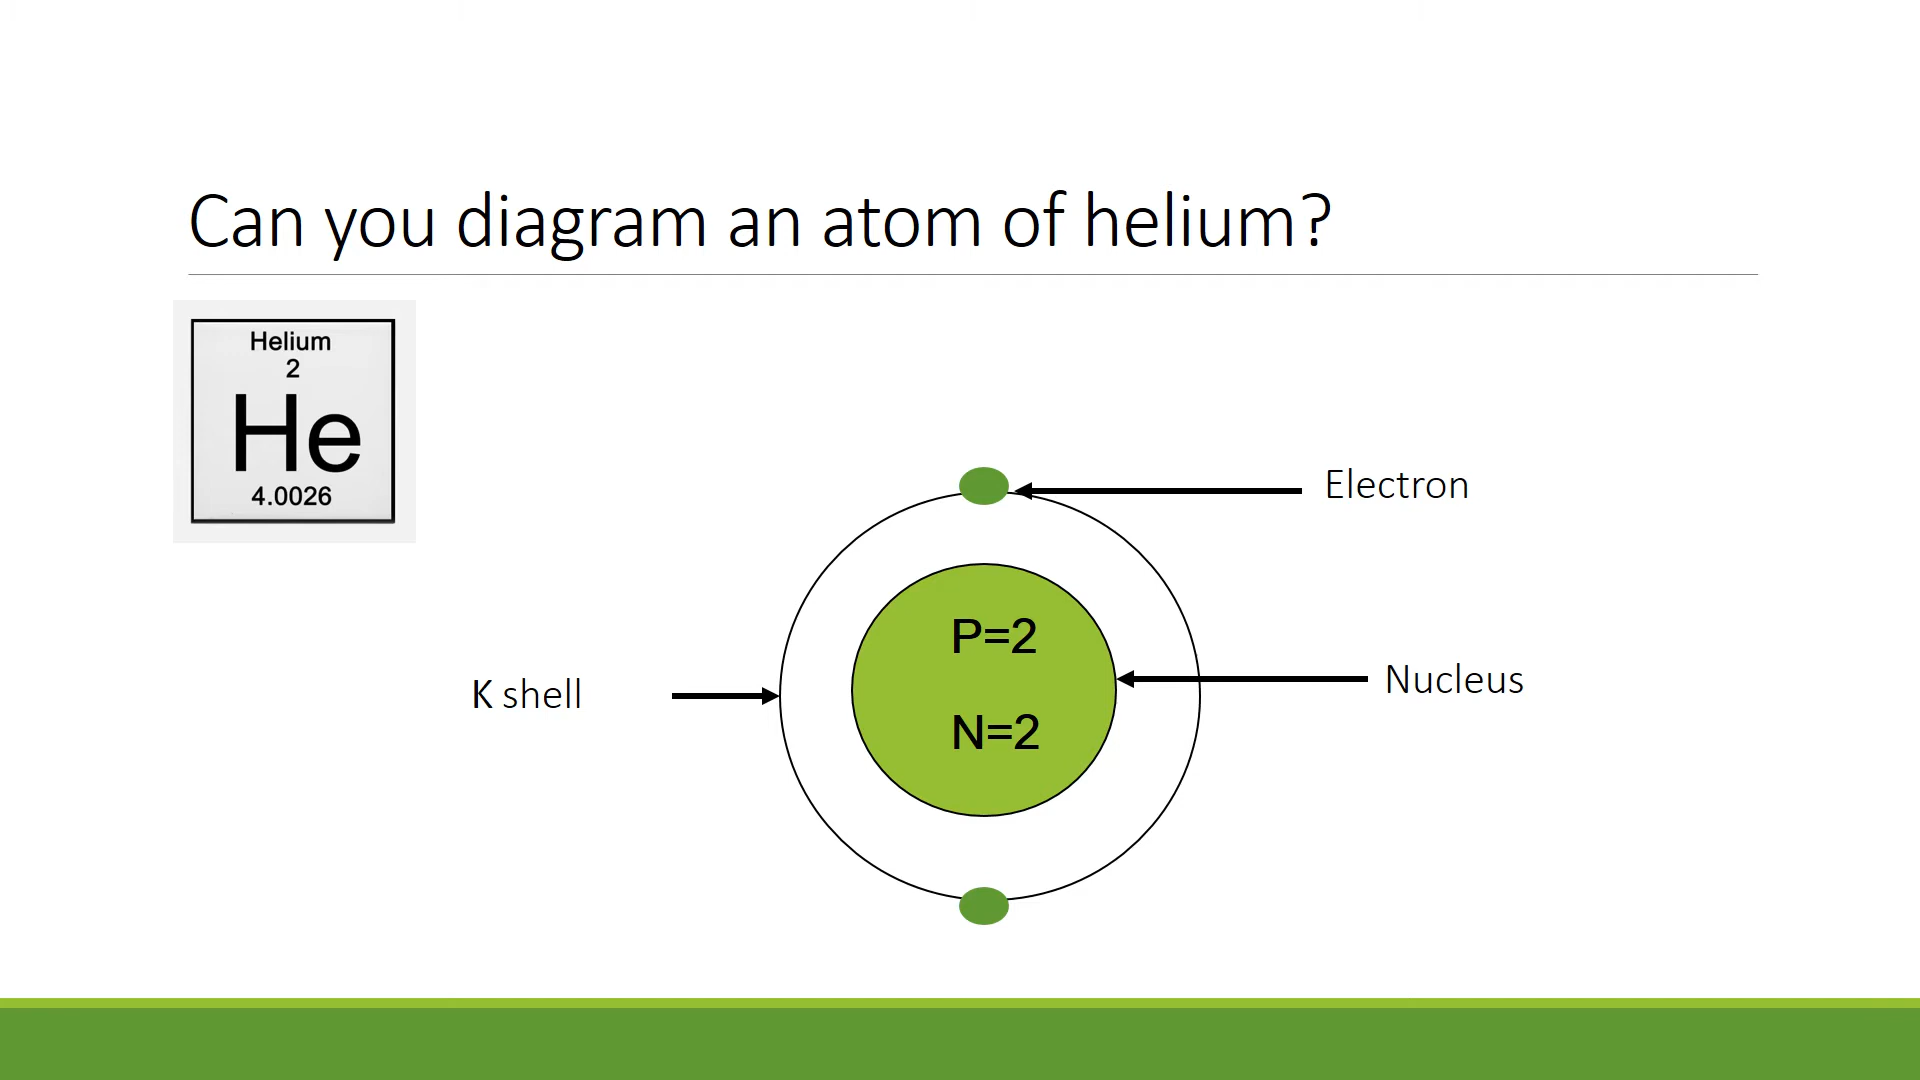 Can you diagram an atom of helium?
Helium
2
He
4.0026
Electron
P=2
Nucleus
K shell
N=2